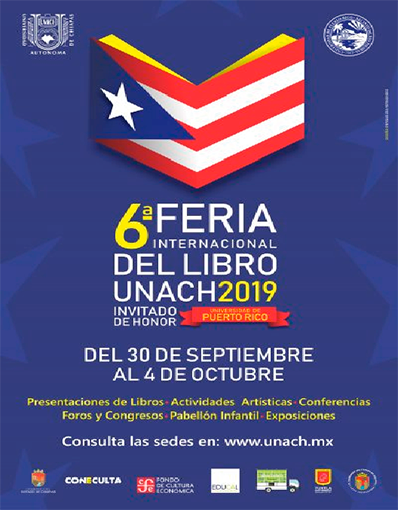 AUTONOMA
6ª FERIA
INTERNACIONAL
DEL LIBRO
UNACH2019
INVITADO
DE HONOR
UNIVERSIDAD DE
PUERTO RICO
DEL 30 DE SEPTIEMBRE
AL 4 DE OCTUBRE
Presentaciones de Libros- Actividades Artísticas- Conferencias
Foros y Congresos- Pabellón Infantil- Exposiciones
Consulta las sedes en: www.unach.mx
CONECULTA
FONDO
DE CULTURA
ECONÓMICA
EDUCAL